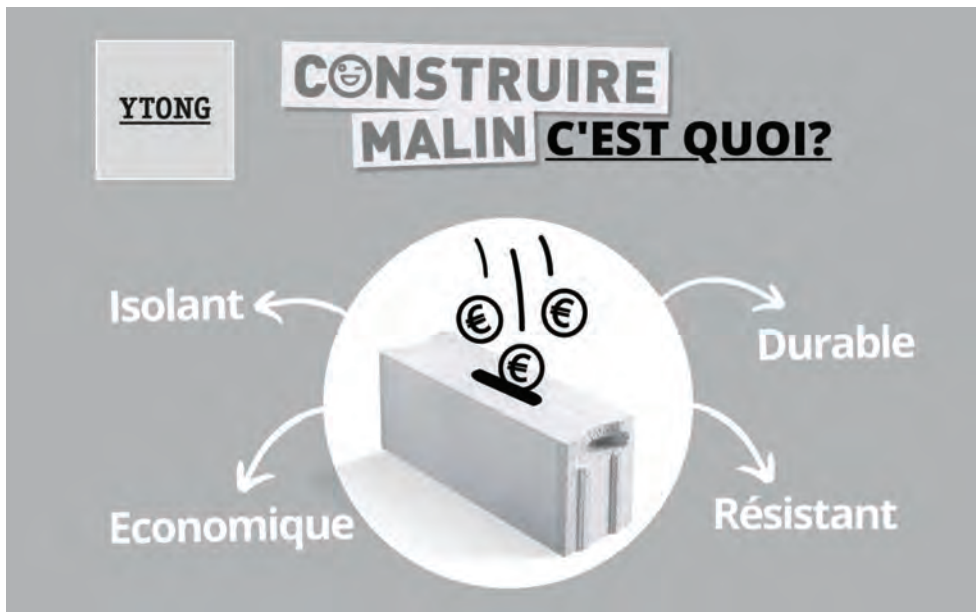 YTONG
CONSTRUIRE
MALIN C'EST QUOI?
Isolant
Durable
Economique
Résistant